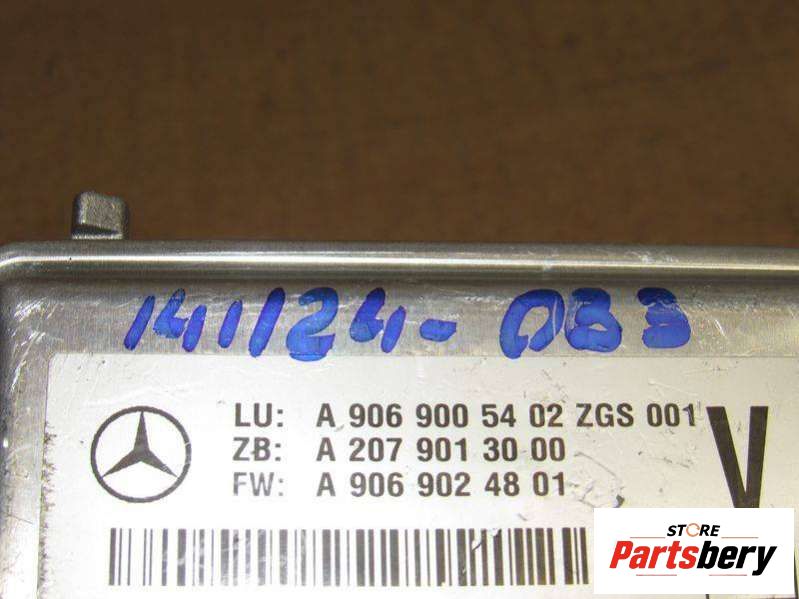 141124-083
LU: A 906 900 54 02 ZGS 001
ZB: A 207 901 30 00
FW: A 906 902 48 01
V
STORE
Partsbery